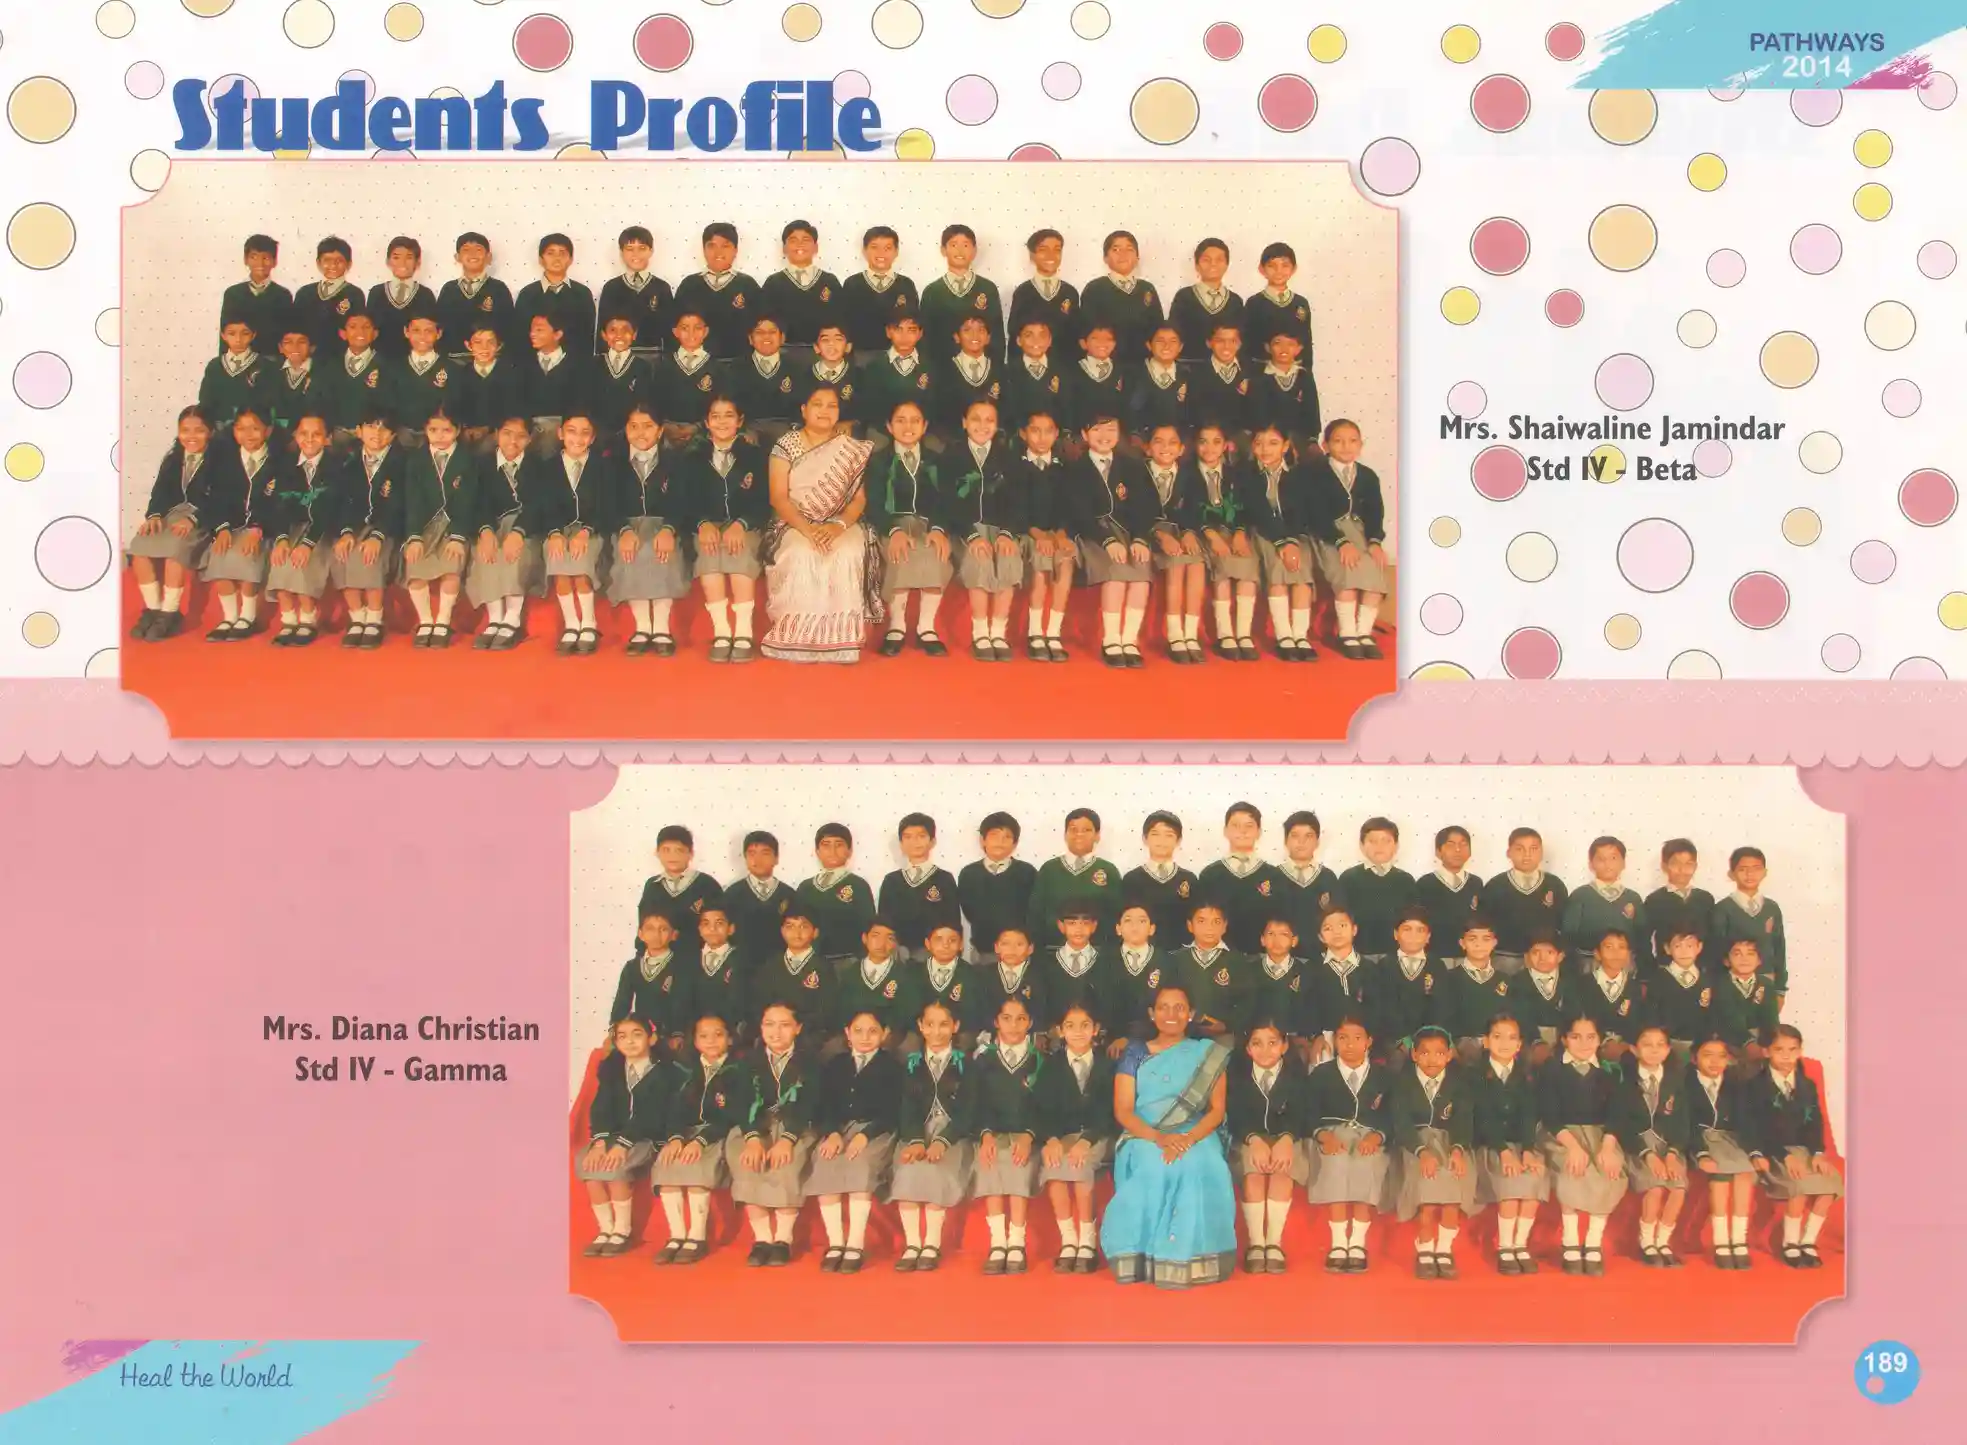 PATHWAYS
2014
Students Profile
Mrs. Shaiwaline Jamindar
Std IV - Beta
Mrs. Diana Christian
Std IV - Gamma
Heal the World
189